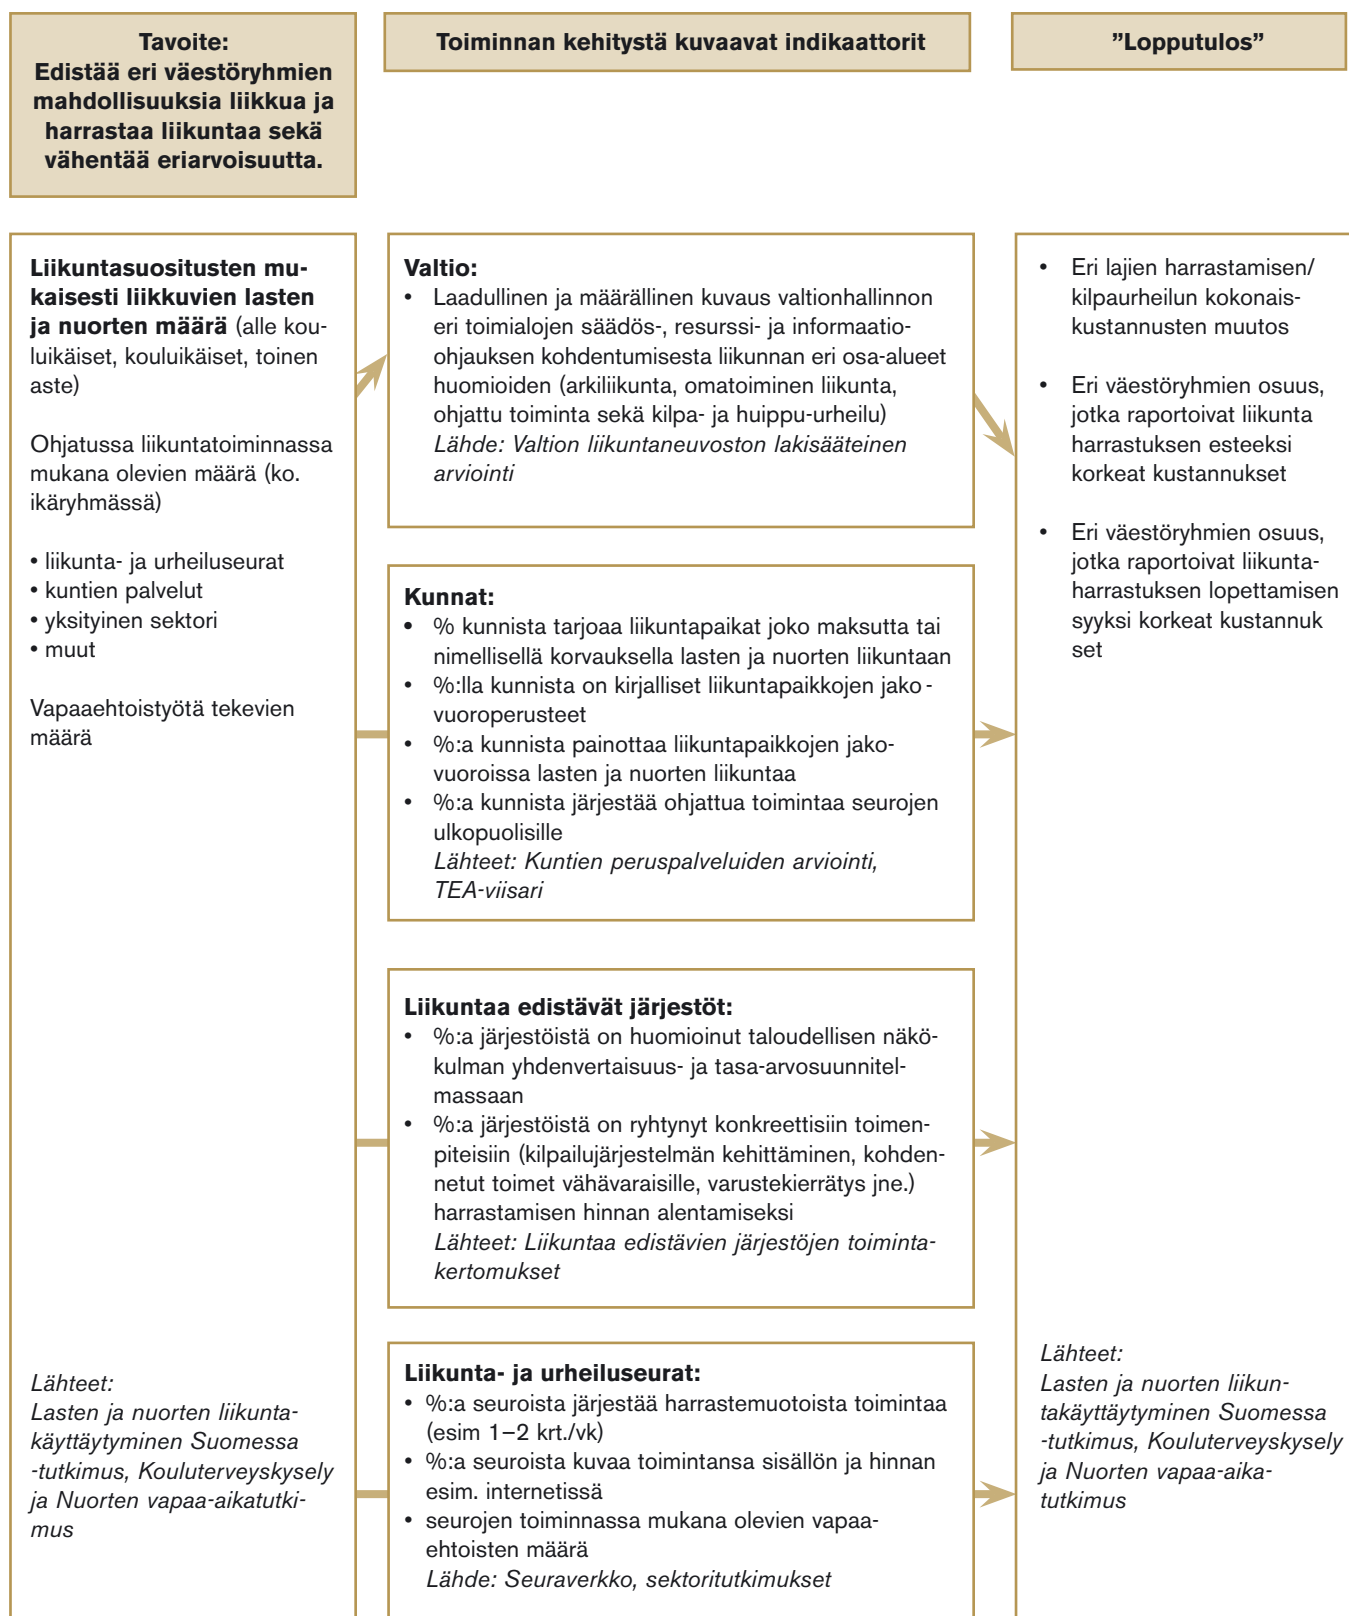 Tavoite:
Edistää eri väestöryhmien
mahdollisuuksia liikkua ja
harrastaa liikuntaa sekä
vähentää eriarvoisuutta.
Toiminnan kehitystä kuvaavat indikaattorit
”Lopputulos”
Liikuntasuositusten mu-
kaisesti liikkuvien lasten
ja nuorten määrä (alle kou-
luikäiset, kouluikäiset, toinen
aste)
Ohjatussa liikuntatoiminnassa
mukana olevien määrä (ko.
ikäryhmässä)
• liikunta- ja urheiluseurat
• kuntien palvelut
• yksityinen sektori
• muut
Vapaaehtoistyötä tekevien
määrä
Lähteet:
Lasten ja nuorten liikunta-
käyttäytyminen Suomessa
-tutkimus, Kouluterveyskysely
ja Nuorten vapaa-aikatutki-
mus
Valtio:
• Laadullinen ja määrällinen kuvaus valtionhallinnon
eri toimialojen säädös-, resurssi- ja informaatio-
ohjauksen kohdentumisesta liikunnan eri osa-alueet
huomioiden (arkiliikunta, omatoiminen liikunta,
ohjattu toiminta sekä kilpa- ja huippu-urheilu)
Lähde: Valtion liikuntaneuvoston lakisääteinen
arviointi
Kunnat:
• % kunnista tarjoaa liikuntapaikat joko maksutta tai
nimellisellä korvauksella lasten ja nuorten liikuntaan
• %:lla kunnista on kirjalliset liikuntapaikkojen jako-
vuoroperusteet
• %:a kunnista painottaa liikuntapaikkojen jako-
vuoroissa lasten ja nuorten liikuntaa
• %:a kunnista järjestää ohjattua toimintaa seurojen
ulkopuolisille
Lähteet: Kuntien peruspalveluiden arviointi,
TEA-viisari
Liikuntaa edistävät järjestöt:
• %:a järjestöistä on huomioinut taloudellisen näkö-
kulman yhdenvertaisuus- ja tasa-arvosuunnitel-
massaan
• %:a järjestöistä on ryhtynyt konkreettisiin toimen-
piteisiin (kilpailujärjestelmän kehittäminen, kohden-
netut toimet vähävaraisille, varustekierrätys jne.)
harrastamisen hinnan alentamiseksi
Lähteet: Liikuntaa edistävien järjestöjen toiminta-
kertomukset
Liikunta- ja urheiluseurat:
• %:a seuroista järjestää harrastemuotoista toimintaa
(esim 1–2 krt./vk)
• %:a seuroista kuvaa toimintansa sisällön ja hinnan
esim. internetissä
• seurojen toiminnassa mukana olevien vapaa-
ehtoisten määrä
Lähde: Seuraverkko, sektoritutkimukset
• Eri lajien harrastamisen/
kilpaurheilun kokonais-
kustannusten muutos
• Eri väestöryhmien osuus,
jotka raportoivat liikunta
harrastuksen esteeksi
korkeat kustannukset
• Eri väestöryhmien osuus,
jotka raportoivat liikunta-
harrastuksen lopettamisen
syyksi korkeat kustannuk
set
Lähteet:
Lasten ja nuorten liikun-
takäyttäytyminen Suomessa
-tutkimus, Kouluterveyskysely
ja Nuorten vapaa-aika-
tutkimus